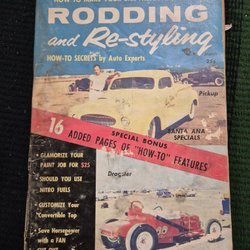 RODDING
and Re-styling
HOW-TO SECRETS by Auto Experts
25¢
Pickup
SANTA ANA
SPECIALS
SPECIAL BONUS
16 ADDED PAGES OF "HOW-TO" FEATURES
Dragster
GLAMORIZE YOUR
PAINT JOB FOR $25
SHOULD YOU USE
NITRO FUELS
CUSTOMIZE Your
Convertible Top
Save Horsepower
with a FAN